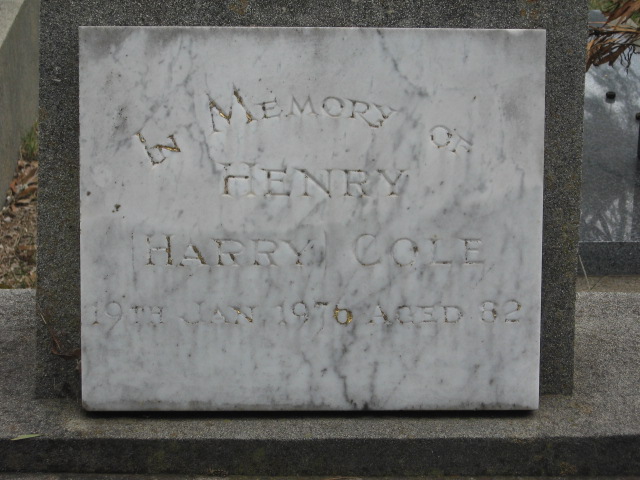 IN MEMORY OF
HENRY
(HARRY) COLE
19TH JAN 1976 AGED 82